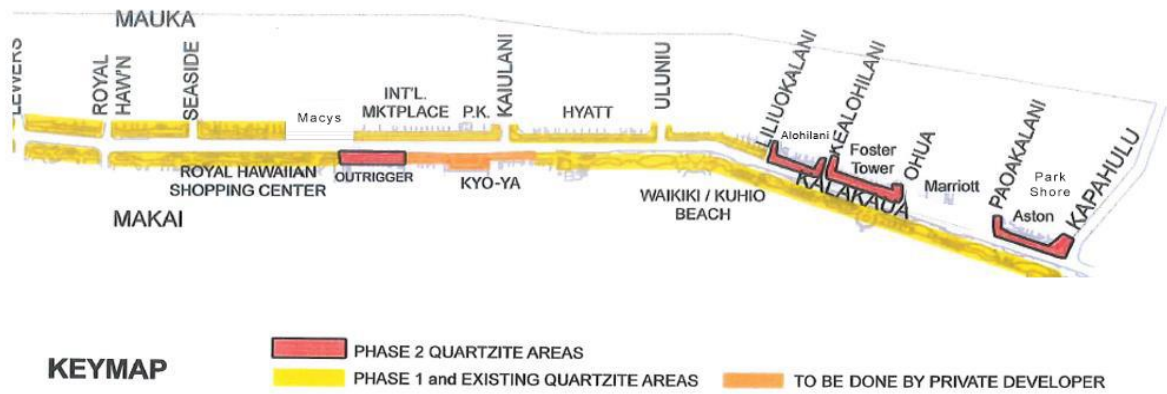 MAUKA
LEWERS
ROYAL
HAW'N
SEASIDE
Macys
INT'L.
MKTPLACE
P.K.
KAIULANI
HYATT
ULUNIU
LILIUOKALANI
Alohilani
KEALOHILANI
Foster
Tower
OHUA
Marriott
PAOAKALANI
Park
Shore
Aston
KAPAHULU
ROYAL HAWAIIAN
SHOPPING CENTER
OUTRIGGER
KYO-YA
WAIKIKI / KUHIO
BEACH
KALAKAUA
MAKAI
KEYMAP
PHASE 2 QUARTZITE AREAS
PHASE 1 and EXISTING QUARTZITE AREAS
TO BE DONE BY PRIVATE DEVELOPER